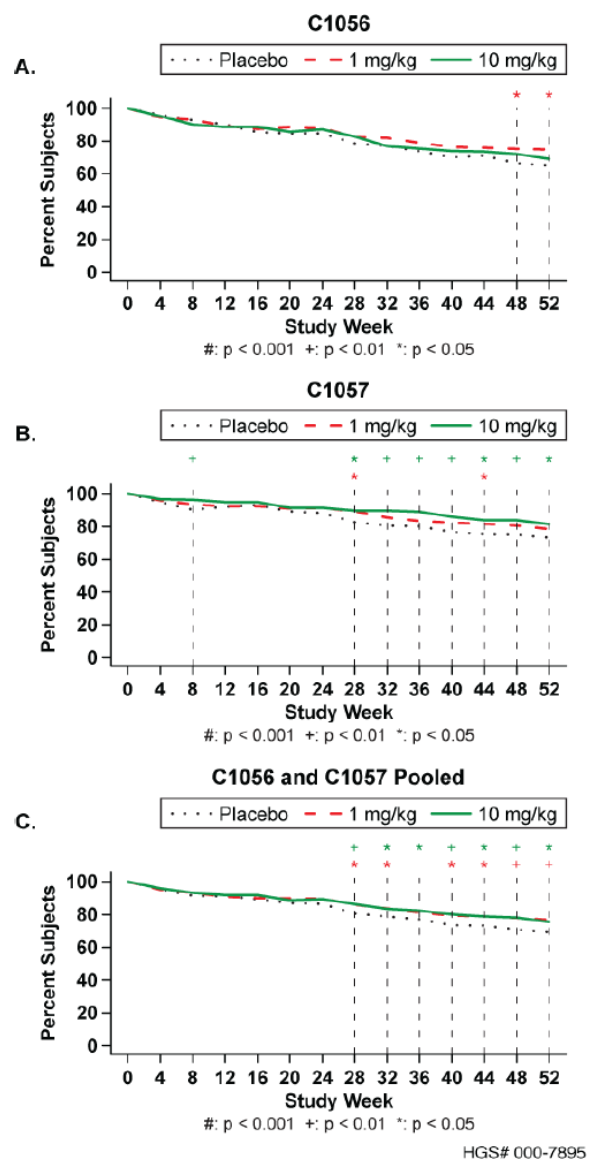 C1056
A.
Placebo 1 mg/kg 10 mg/kg
* *
Percent Subjects
100
80
60
40
20
0
0 4 8 12 16 20 24 28 32 36 40 44 48 52
Study Week
#: p < 0.001 +: p < 0.01 *: p < 0.05
C1057
B.
Placebo 1 mg/kg 10 mg/kg
+ * + + + * + *
* *
Percent Subjects
100
80
60
40
20
0
0 4 8 12 16 20 24 28 32 36 40 44 48 52
Study Week
#: p < 0.001 +: p < 0.01 *: p < 0.05
C1056 and C1057 Pooled
C.
Placebo 1 mg/kg 10 mg/kg
+ * * + * + *
* * * * + +
Percent Subjects
100
80
60
40
20
0
0 4 8 12 16 20 24 28 32 36 40 44 48 52
Study Week
#: p < 0.001 +: p < 0.01 *: p < 0.05
HGS# 000-7895